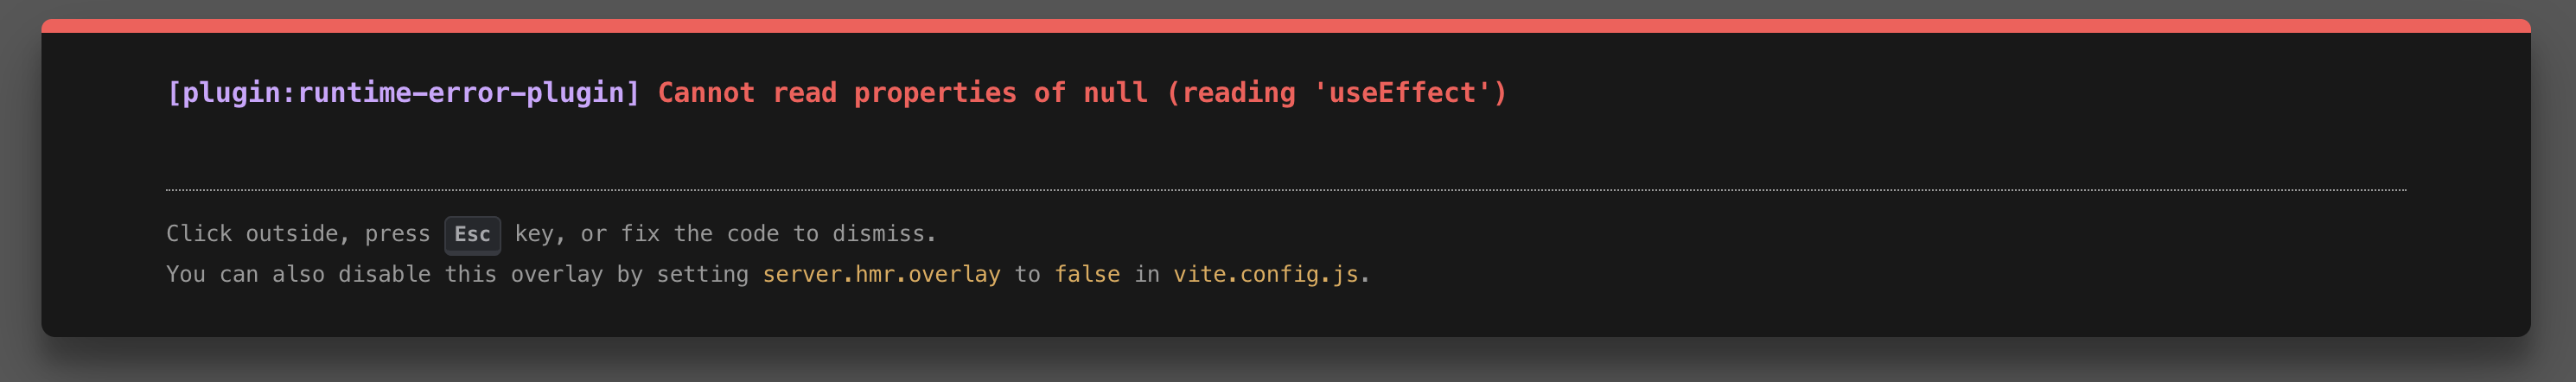 [plugin:runtime-error-plugin] Cannot read properties of null (reading 'useEffect')
Click outside, press Esc key, or fix the code to dismiss.
You can also disable this overlay by setting server.hmr.overlay to false in vite.config.js.